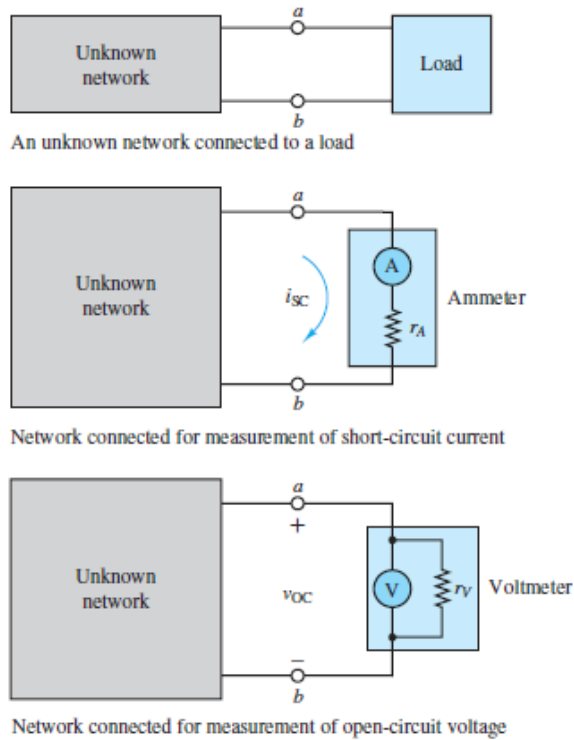 a
Unknown
network
Load
b
An unknown network connected to a load
a
Unknown
network
iSC
A
rA
Ammeter
b
Network connected for measurement of short-circuit current
a
+
Unknown
network
vOC
V
rV
Voltmeter
−
b
Network connected for measurement of open-circuit voltage